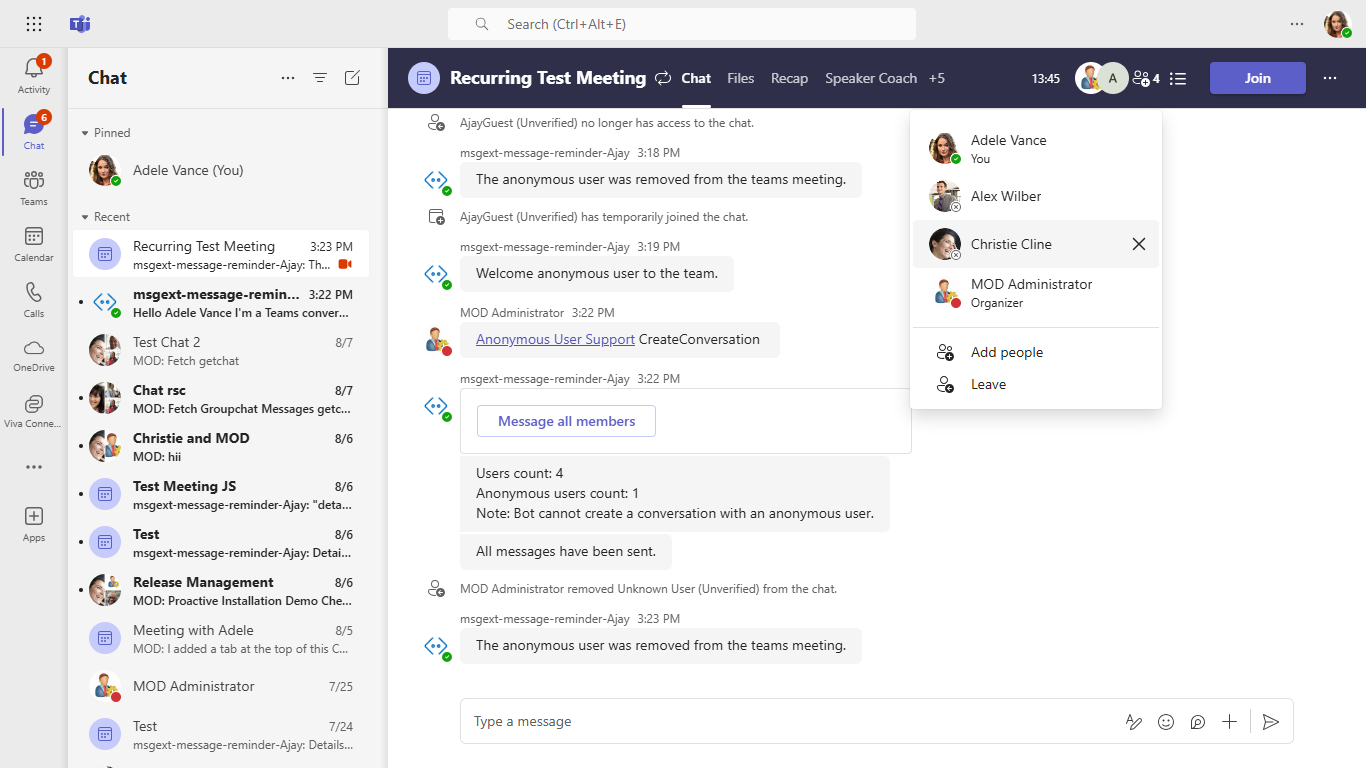 Search (Ctrl+Alt+E)
1
Activity
6
Chat
Teams
Calendar
Calls
OneDrive
Viva Conne...
Apps
Chat
Pinned
Adele Vance (You)
Recent
Recurring Test Meeting 3:23 PM
msgext-message-reminder-Ajay: Th...
msgext-message-remin... 3:22 PM
Hello Adele Vance I'm a Teams conver...
Test Chat 2 8/7
MOD: Fetch getchat
Chat rsc 8/7
MOD: Fetch Groupchat Messages getc...
Christie and MOD 8/6
MOD: hii
Test Meeting JS 8/6
msgext-message-reminder-Ajay: "deta...
Test 8/6
msgext-message-reminder-Ajay: Detai...
Release Management 8/6
MOD: Proactive Installation Demo Che...
Meeting with Adele 8/5
MOD: I added a tab at the top of this C...
MOD Administrator 7/25
Test 7/24
msgext-message-reminder-Ajay: Details...
Recurring Test Meeting Chat Files Recap Speaker Coach +5 13:45 A 4 Join
AjayGuest (Unverified) no longer has access to the chat.
msgext-message-reminder-Ajay 3:18 PM
The anonymous user was removed from the teams meeting.
AjayGuest (Unverified) has temporarily joined the chat.
msgext-message-reminder-Ajay 3:19 PM
Welcome anonymous user to the team.
MOD Administrator 3:22 PM
Anonymous User Support CreateConversation
msgext-message-reminder-Ajay 3:22 PM
Message all members
Users count: 4
Anonymous users count: 1
Note: Bot cannot create a conversation with an anonymous user.
All messages have been sent.
MOD Administrator removed Unknown User (Unverified) from the chat.
msgext-message-reminder-Ajay 3:23 PM
The anonymous user was removed from the teams meeting.
Type a message
Adele Vance
You
Alex Wilber
Christie Cline
MOD Administrator
Organizer
Add people
Leave